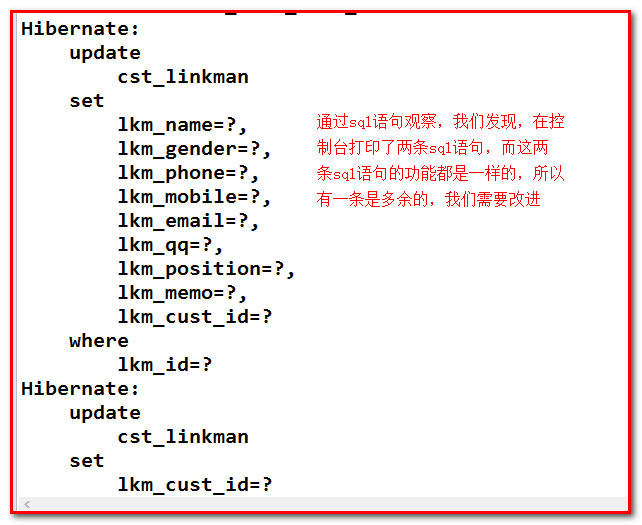 Hibernate:
update
cst_linkman
set
lkm_name=?,
lkm_gender=?,
lkm_phone=?,
lkm_mobile=?,
lkm_email=?,
lkm_qq=?,
lkm_position=?,
lkm_memo=?,
lkm_cust_id=?
where
lkm_id=?
Hibernate:
update
cst_linkman
set
lkm_cust_id=?
通过sql语句观察，我们发现，在控
制台打印了两条sql语句，而这两
条sql语句的功能都是一样的，所以
有一条是多余的，我们需要改进